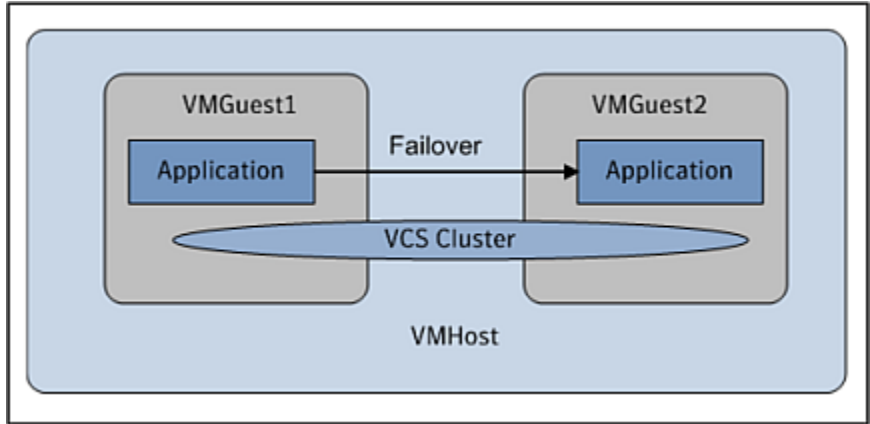 VMGuest1
VMGuest2
Failover
Application
Application
VCS Cluster
VMHost